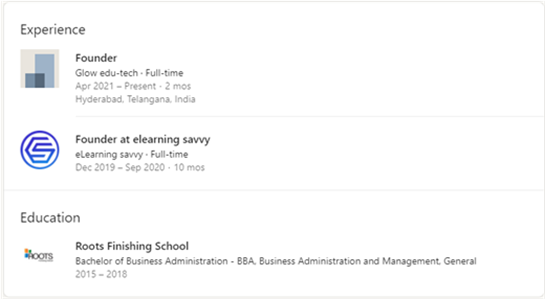 Experience
Founder
Glow edu-tech · Full-time
Apr 2021 – Present · 2 mos
Hyderabad, Telangana, India
Founder at elearning savvy
eLearning savvy · Full-time
Dec 2019 – Sep 2020 · 10 mos
Education
ROOTS
Roots Finishing School
Bachelor of Business Administration - BBA, Business Administration and Management, General
2015 – 2018